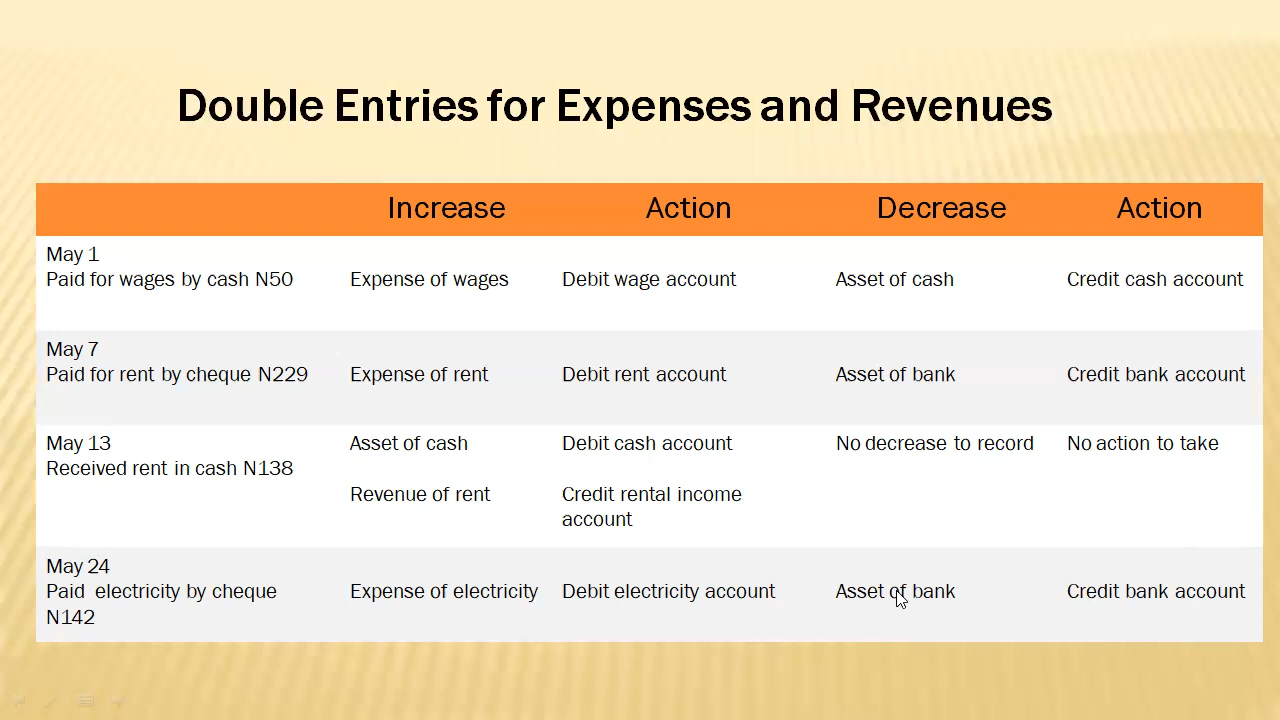 Double Entries for Expenses and Revenues
Increase Action Decrease Action
May 1
Paid for wages by cash N50 Expense of wages Debit wage account Asset of cash Credit cash account
May 7
Paid for rent by cheque N229 Expense of rent Debit rent account Asset of bank Credit bank account
May 13 Asset of cash Debit cash account No decrease to record No action to take
Received rent in cash N138
Revenue of rent Credit rental income
account
May 24
Paid electricity by cheque Expense of electricity Debit electricity account Asset of bank Credit bank account
N142